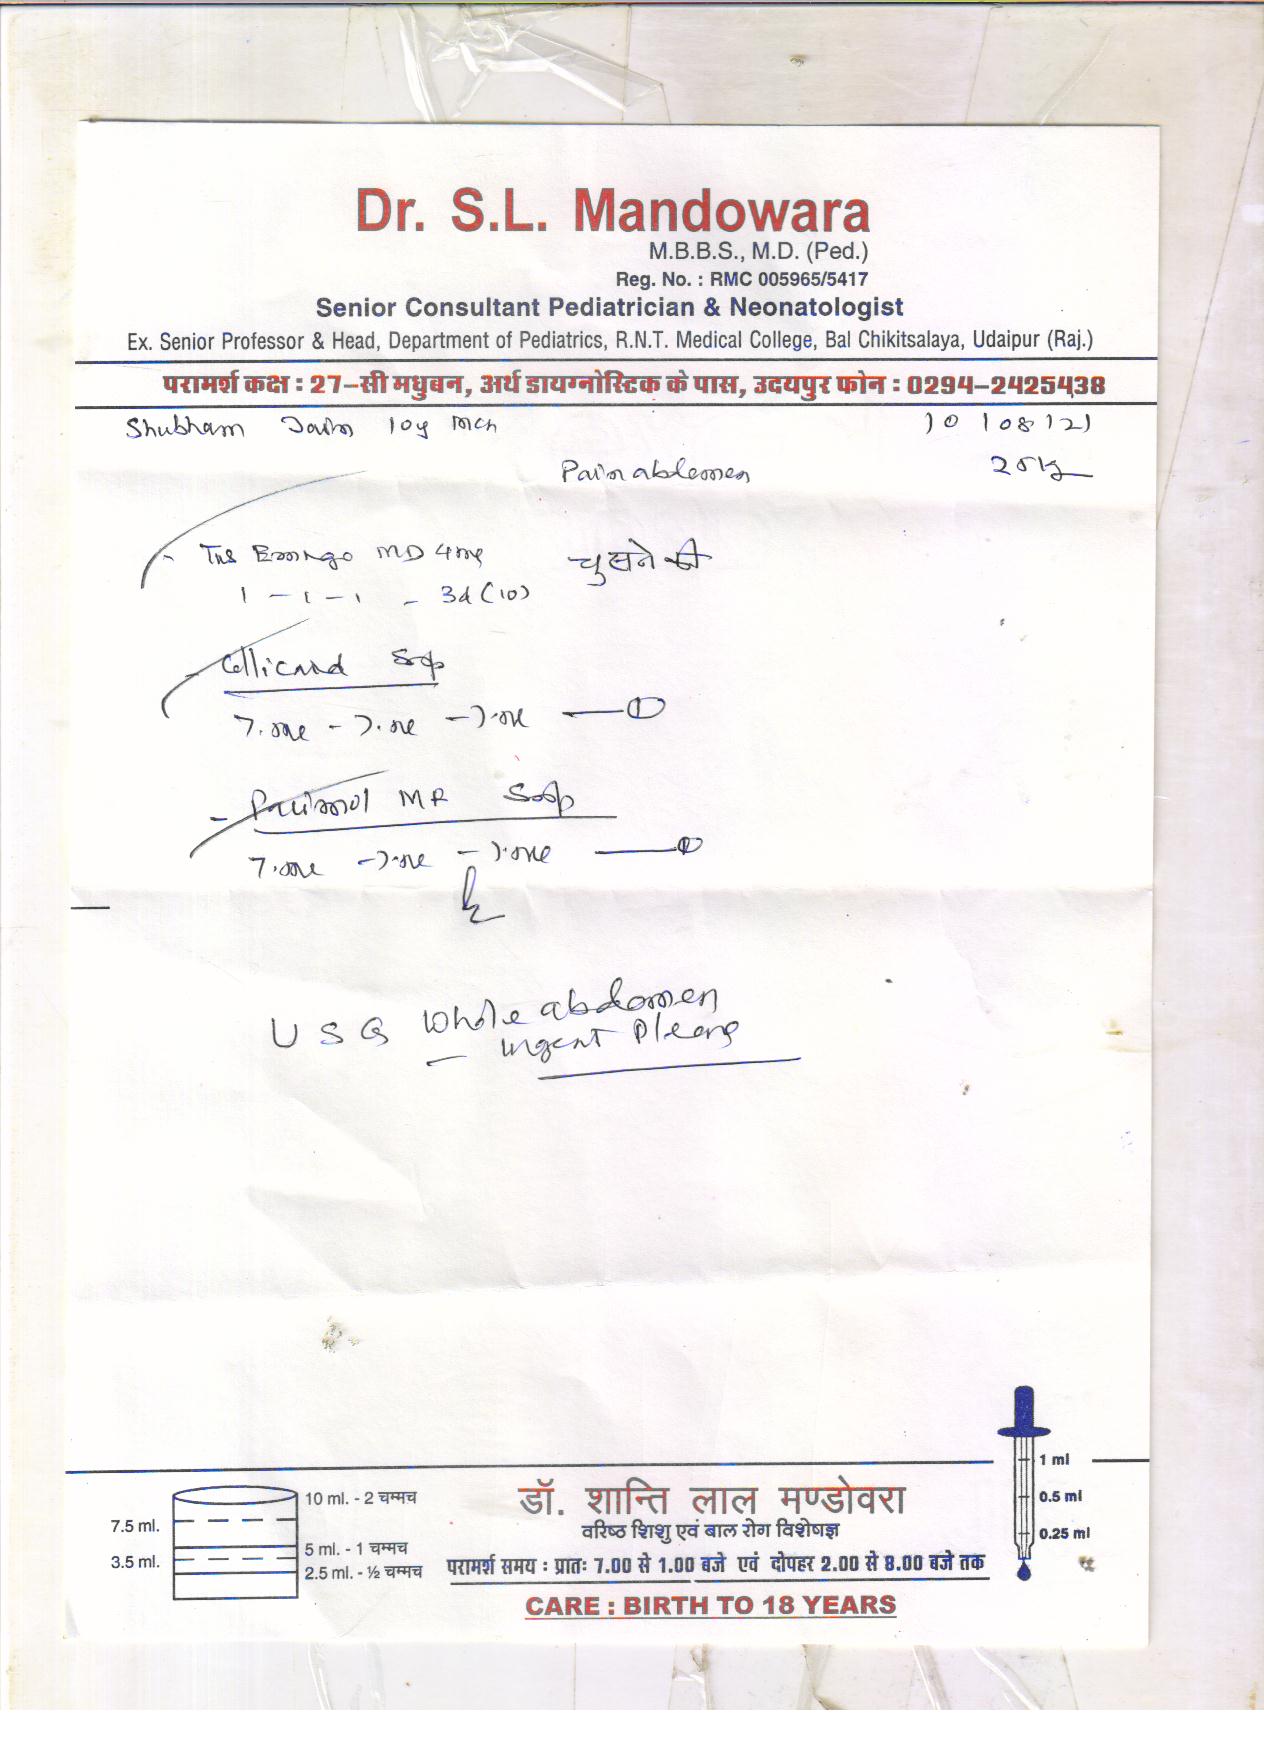 Dr. S.L. Mandowara
M.B.B.S., M.D. (Ped.)
Reg. No. : RMC 005965/5417
Senior Consultant Pediatrician & Neonatologist
Ex. Senior Professor & Head, Department of Pediatrics, R.N.T. Medical College, Bal Chikitsalaya, Udaipur (Raj.)
परामर्श कक्ष : 27–सी मधुबन, अर्थ डायग्नोस्टिक के पास, उदयपुर फोन : 0294–2425438
Shubham Jain 10y mch 10/08/21
Pain abdomen
MD 4mg चुसने की
1 – 1 – 1 – 3d (10)
7.
MR
7.
USG whole abdomen
urgent please
10 ml. - 2 चम्मच
7.5 ml.
5 ml. - 1 चम्मच
3.5 ml.
2.5 ml. - ½ चम्मच
डॉ. शान्ति लाल मण्डोवरा
वरिष्ठ शिशु एवं बाल रोग विशेषज्ञ
परामर्श समय : प्रातः 7.00 से 1.00 बजे एवं दोपहर 2.00 से 8.00 बजे तक
CARE : BIRTH TO 18 YEARS
1 ml
0.5 ml
0.25 ml